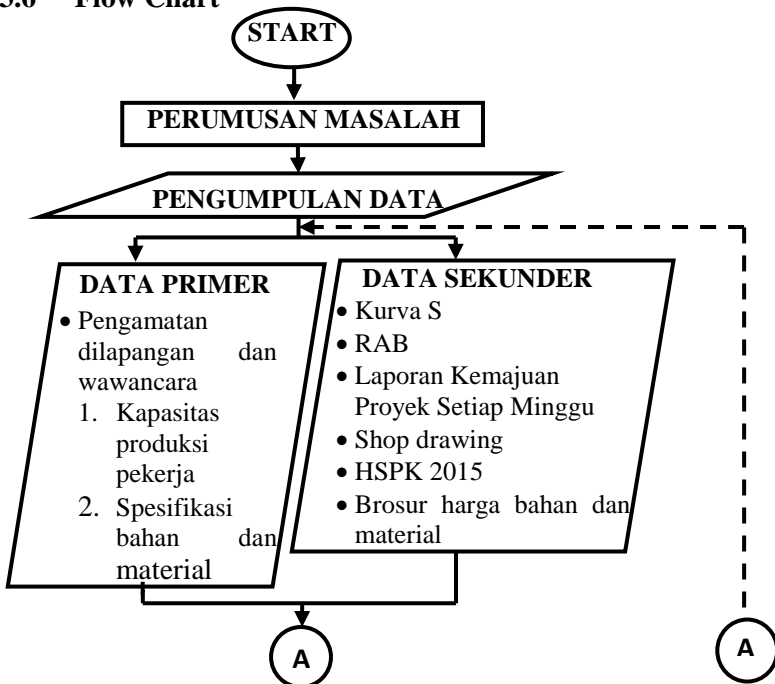 3.6 Flow Chart
START
PERUMUSAN MASALAH
PENGUMPULAN DATA
DATA PRIMER
• Pengamatan
dilapangan dan
wawancara
1. Kapasitas
produksi
pekerja
2. Spesifikasi
bahan dan
material
DATA SEKUNDER
• Kurva S
• RAB
• Laporan Kemajuan
Proyek Setiap Minggu
• Shop drawing
• HSPK 2015
• Brosur harga bahan dan
material
A
A